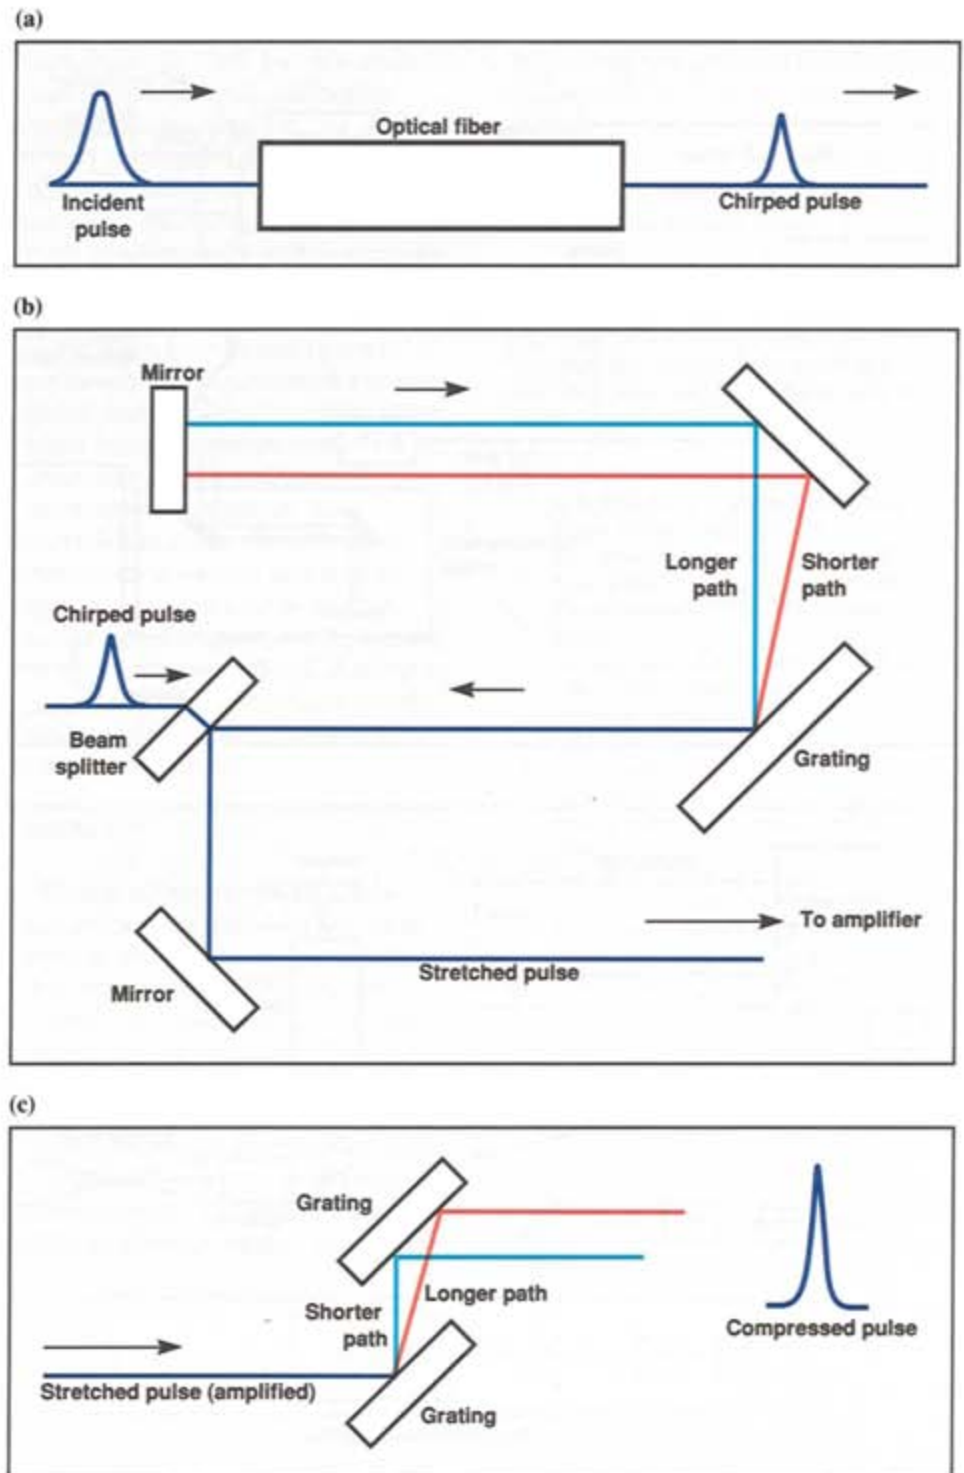 (a)
Optical fiber
Incident
pulse
Chirped pulse
(b)
Mirror
Longer
path
Shorter
path
Chirped pulse
Beam
splitter
Grating
To amplifier
Stretched pulse
Mirror
(c)
Grating
Longer path
Shorter
path
Compressed pulse
Stretched pulse (amplified)
Grating